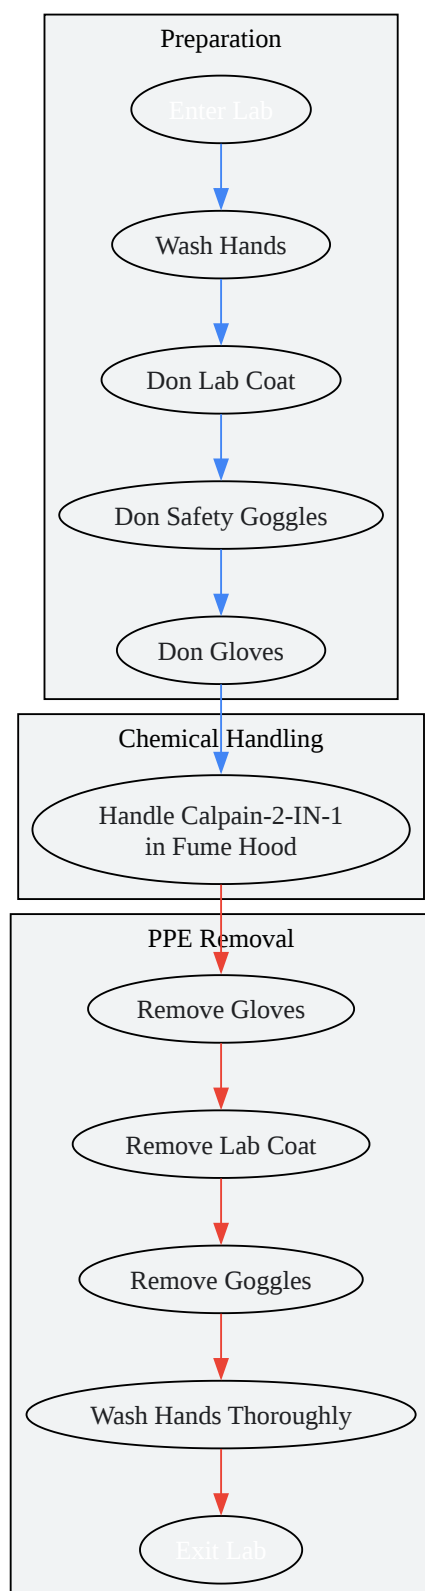 Preparation
Enter Lab
Wash Hands
Don Lab Coat
Don Safety Goggles
Don Gloves
Chemical Handling
Handle Calpain-2-IN-1
in Fume Hood
PPE Removal
Remove Gloves
Remove Lab Coat
Remove Goggles
Wash Hands Thoroughly
Exit Lab